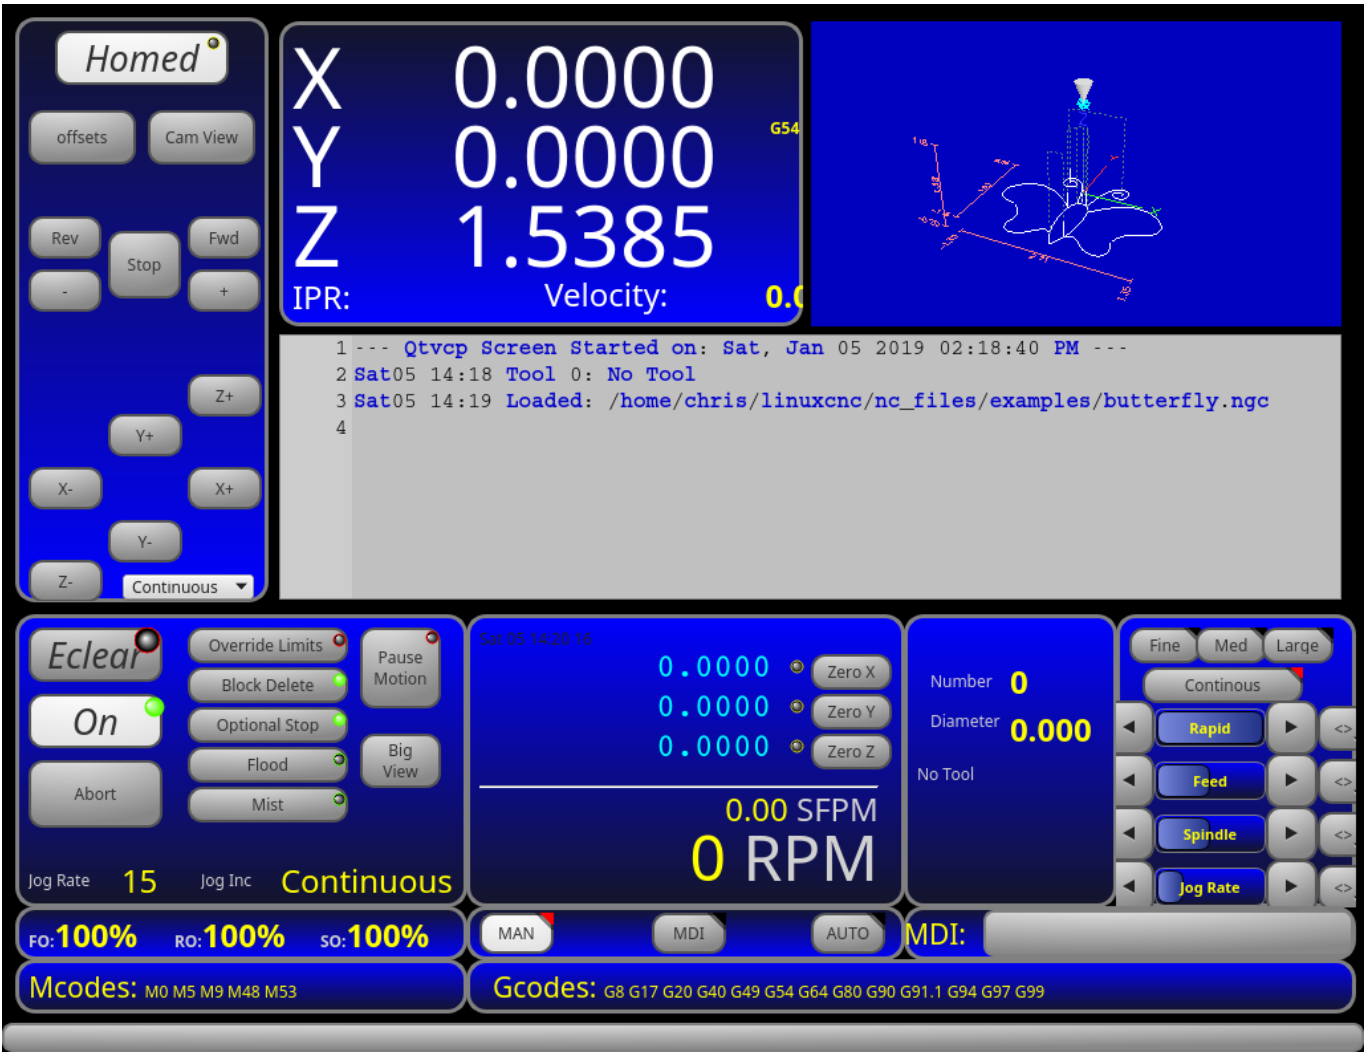 Homed
offsets Cam View
Rev Stop Fwd
- +
Z+
Y+
X- X+
Y-
Z- Continuous
X 0.0000
G54
Y 0.0000
Z 1.5385
IPR: Velocity: 0.0
1 --- Qtvcp Screen Started on: Sat, Jan 05 2019 02:18:40 PM ---
2 Sat05 14:18 Tool 0: No Tool
3 Sat05 14:19 Loaded: /home/chris/linuxcnc/nc_files/examples/butterfly.ngc
4
Eclear
On
Abort
Override Limits
Block Delete
Optional Stop
Flood
Mist
Pause
Motion
Big
View
Jog Rate 15 Jog Inc Continuous
Sat 05 14:20:16
0.0000 Zero X
0.0000 Zero Y
0.0000 Zero Z
0.00 SFPM
0 RPM
Number 0
Diameter 0.000
No Tool
Fine Med Large
Continous
Rapid <>
Feed <>
Spindle <>
Jog Rate <>
FO:100% RO:100% SO:100%
MAN MDI AUTO MDI:
Mcodes: M0 M5 M9 M48 M53
Gcodes: G8 G17 G20 G40 G49 G54 G64 G80 G90 G91.1 G94 G97 G99